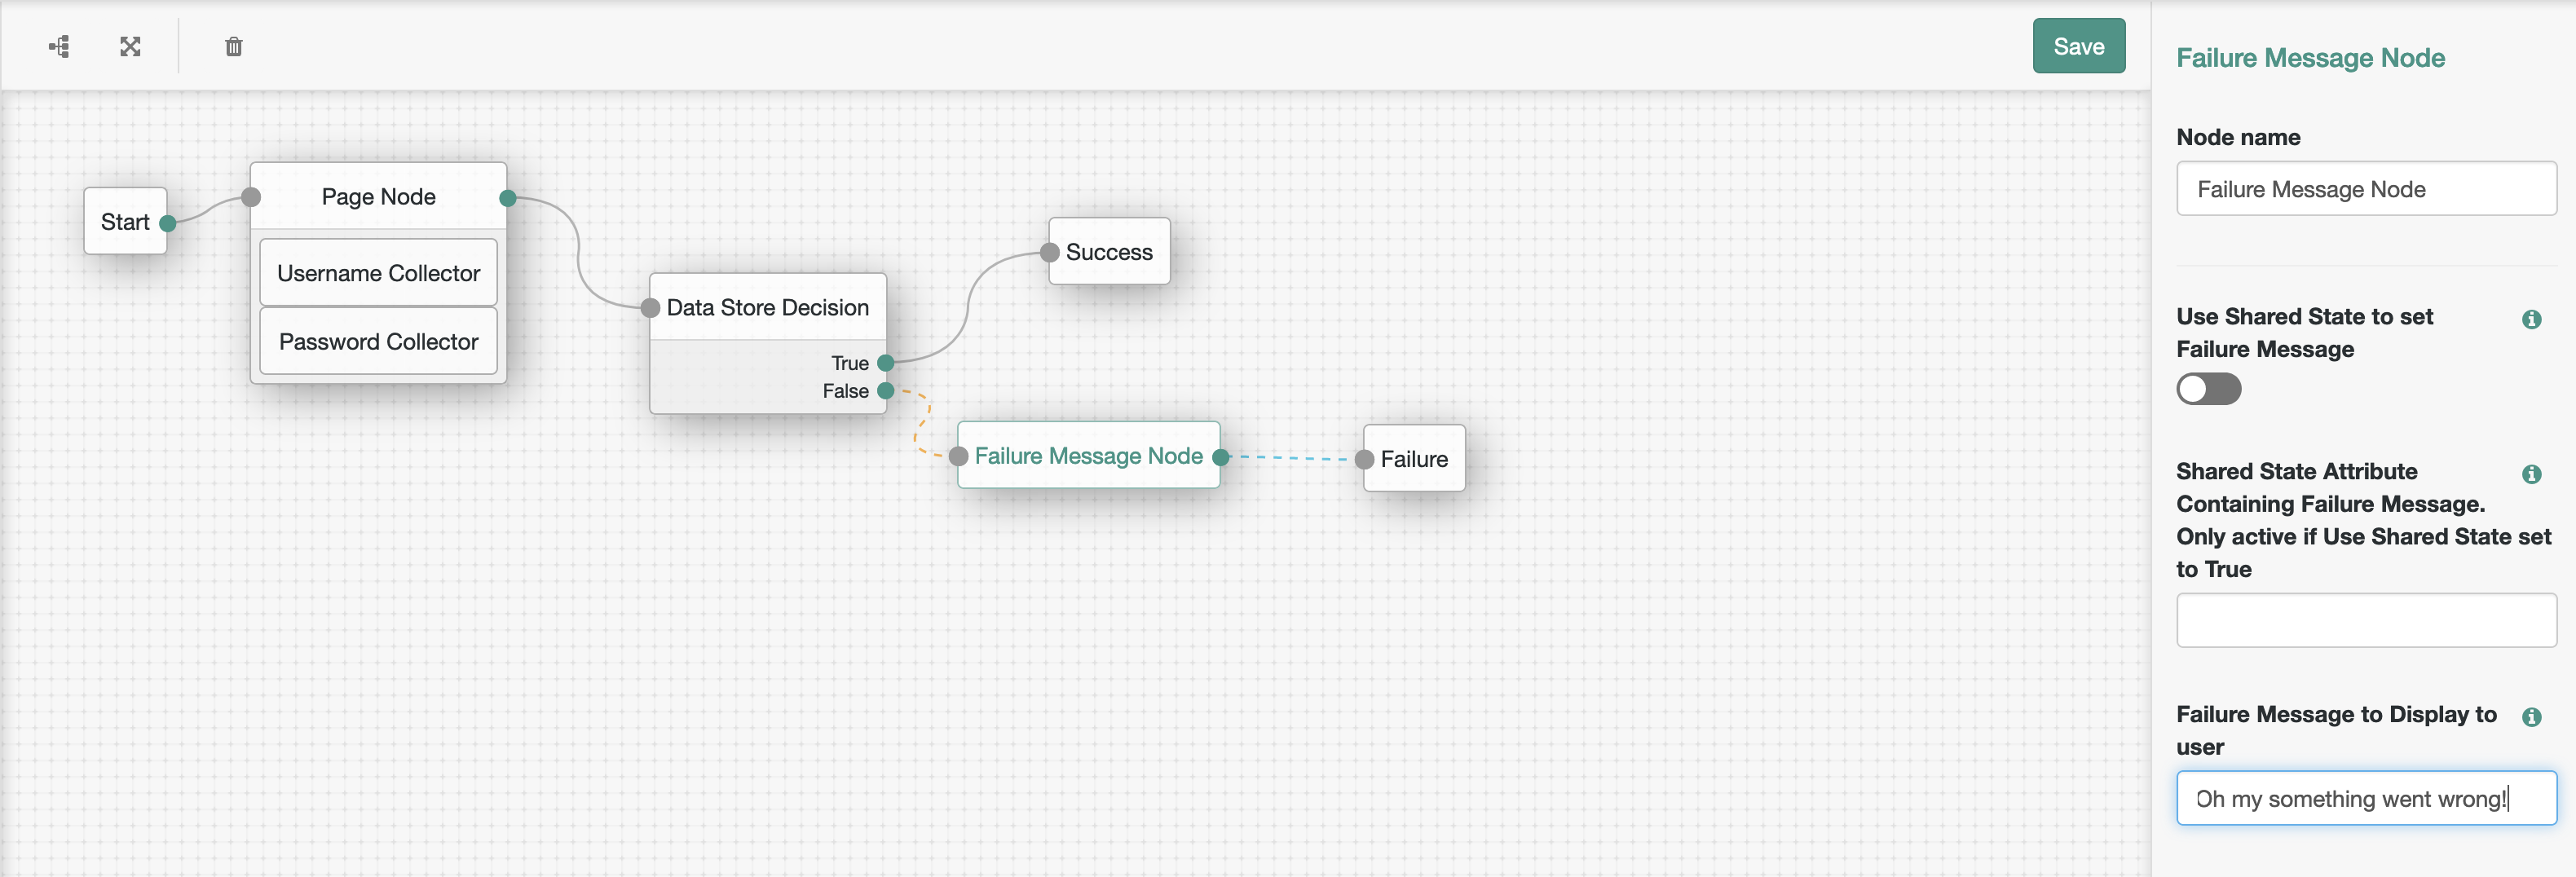 Save
Start
Page Node
Username Collector
Password Collector
Data Store Decision
True
False
Success
Failure Message Node
Failure
Failure Message Node
Node name
Failure Message Node
Use Shared State to set
Failure Message
Shared State Attribute
Containing Failure Message.
Only active if Use Shared State set
to True
Failure Message to Display to
user
Oh my something went wrong!